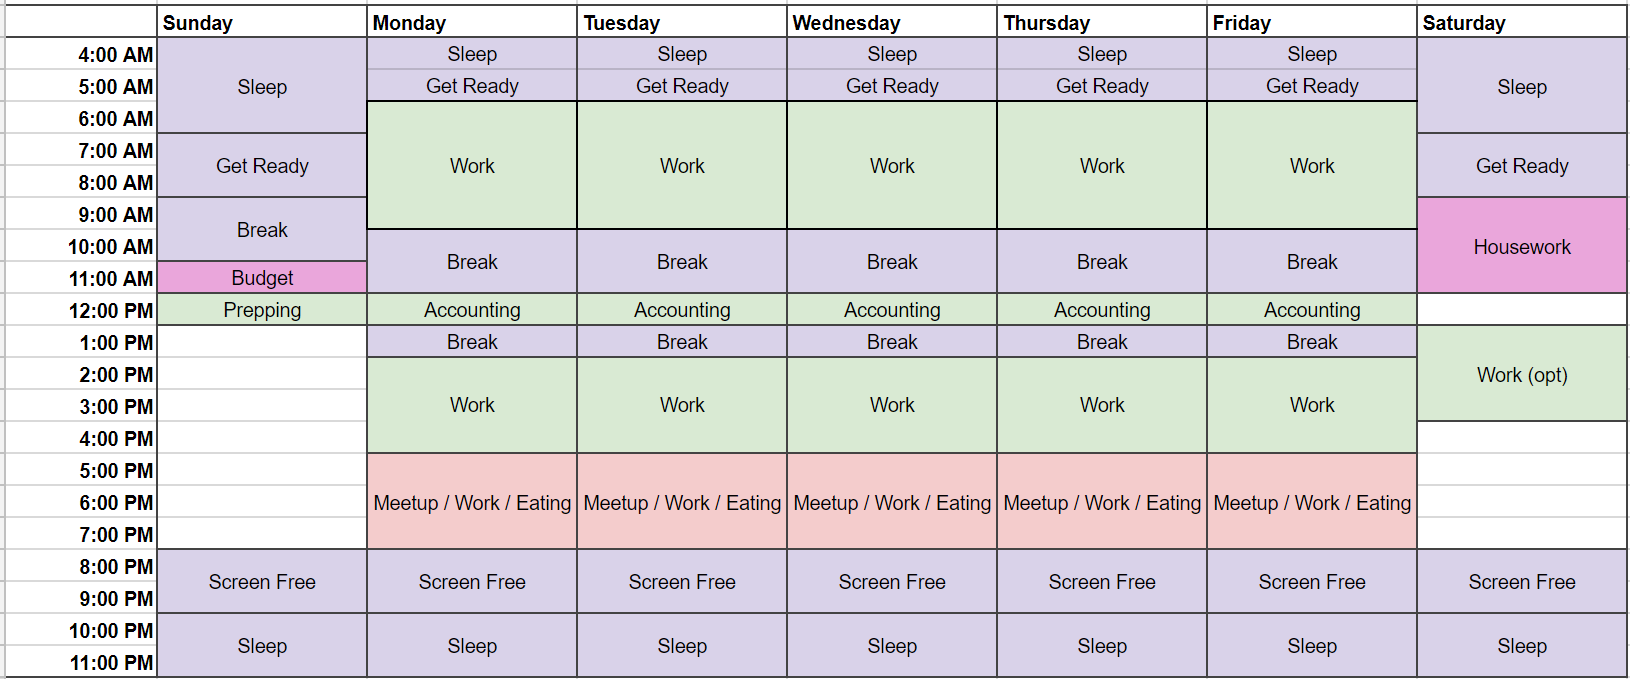 Sunday Monday Tuesday Wednesday Thursday Friday Saturday
4:00 AM Sleep Sleep Sleep Sleep Sleep
5:00 AM Sleep Get Ready Get Ready Get Ready Get Ready Get Ready Sleep
6:00 AM
7:00 AM
Get Ready Work Work Work Work Work Get Ready
8:00 AM
9:00 AM
Break
10:00 AM Housework
Break Break Break Break Break
11:00 AM Budget
12:00 PM Prepping Accounting Accounting Accounting Accounting Accounting
1:00 PM Break Break Break Break Break
2:00 PM Work (opt)
3:00 PM Work Work Work Work Work
4:00 PM
5:00 PM
6:00 PM Meetup / Work / Eating Meetup / Work / Eating Meetup / Work / Eating Meetup / Work / Eating Meetup / Work / Eating
7:00 PM
8:00 PM
Screen Free Screen Free Screen Free Screen Free Screen Free Screen Free Screen Free
9:00 PM
10:00 PM
Sleep Sleep Sleep Sleep Sleep Sleep Sleep
11:00 PM